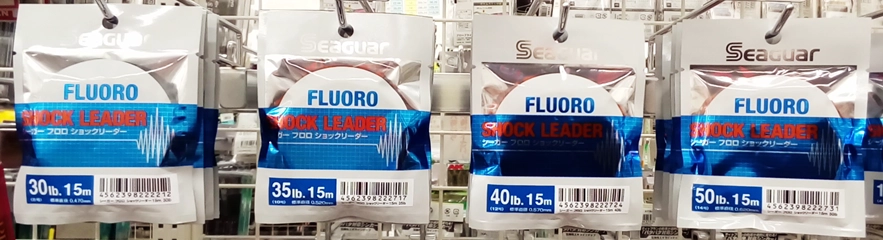 Seaguar
FLUORO
SHOCK LEADER
シーガー フロロ ショックリーダー
30lb. 15m
4562398222212
Seaguar
FLUORO
SHOCK LEADER
シーガー フロロ ショックリーダー
35lb. 15m
4562398222717
Seaguar
FLUORO
SHOCK LEADER
シーガー フロロ ショックリーダー
40lb. 15m
4562398222724
Seaguar
FLUORO
SHOCK LEADER
シーガー フロロ ショックリーダー
50lb. 15m
4562398222731